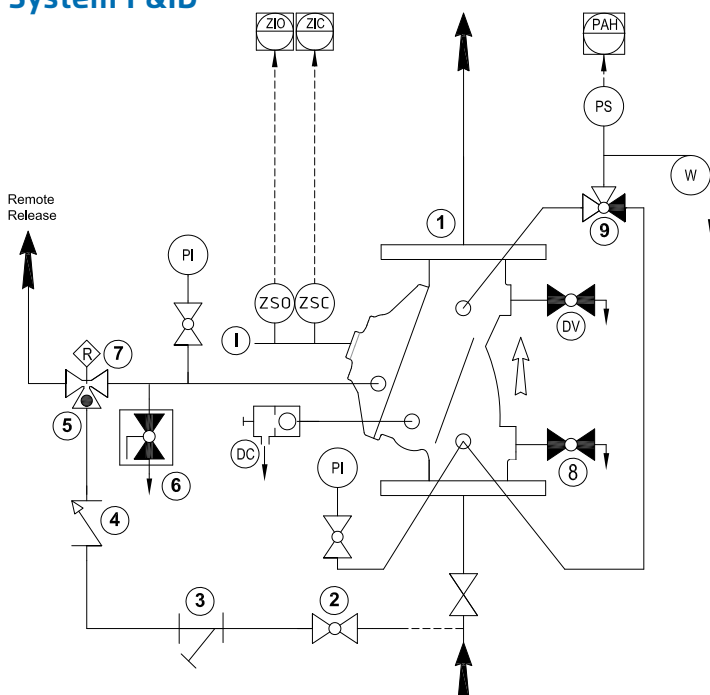 System P&ID
ZIO ZIC
PAH
PS
Remote
Release
1
W
9
PI
ZSO ZSC
I
DV
R 7
5
DC
6
PI
8
4
3
2